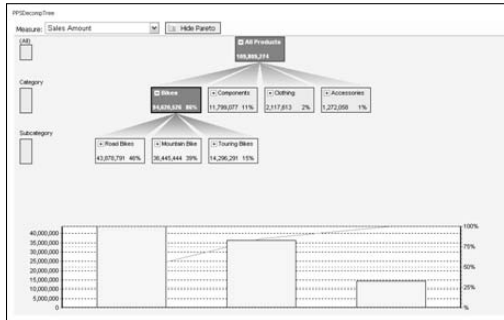 PPSDecompTree
Measure: Sales Amount Hide Pareto
(All)
All Products
109,809,274
Category
Bikes Components Clothing Accessories
94,620,526 86% 11,799,077 11% 2,117,613 2% 1,272,058 1%
Subcategory
Road Bikes Mountain Bike Touring Bikes
43,878,791 46% 36,445,444 39% 14,296,291 15%
40,000,000 100%
35,000,000
30,000,000 75%
25,000,000
20,000,000 50%
15,000,000
10,000,000 25%
5,000,000
0 %